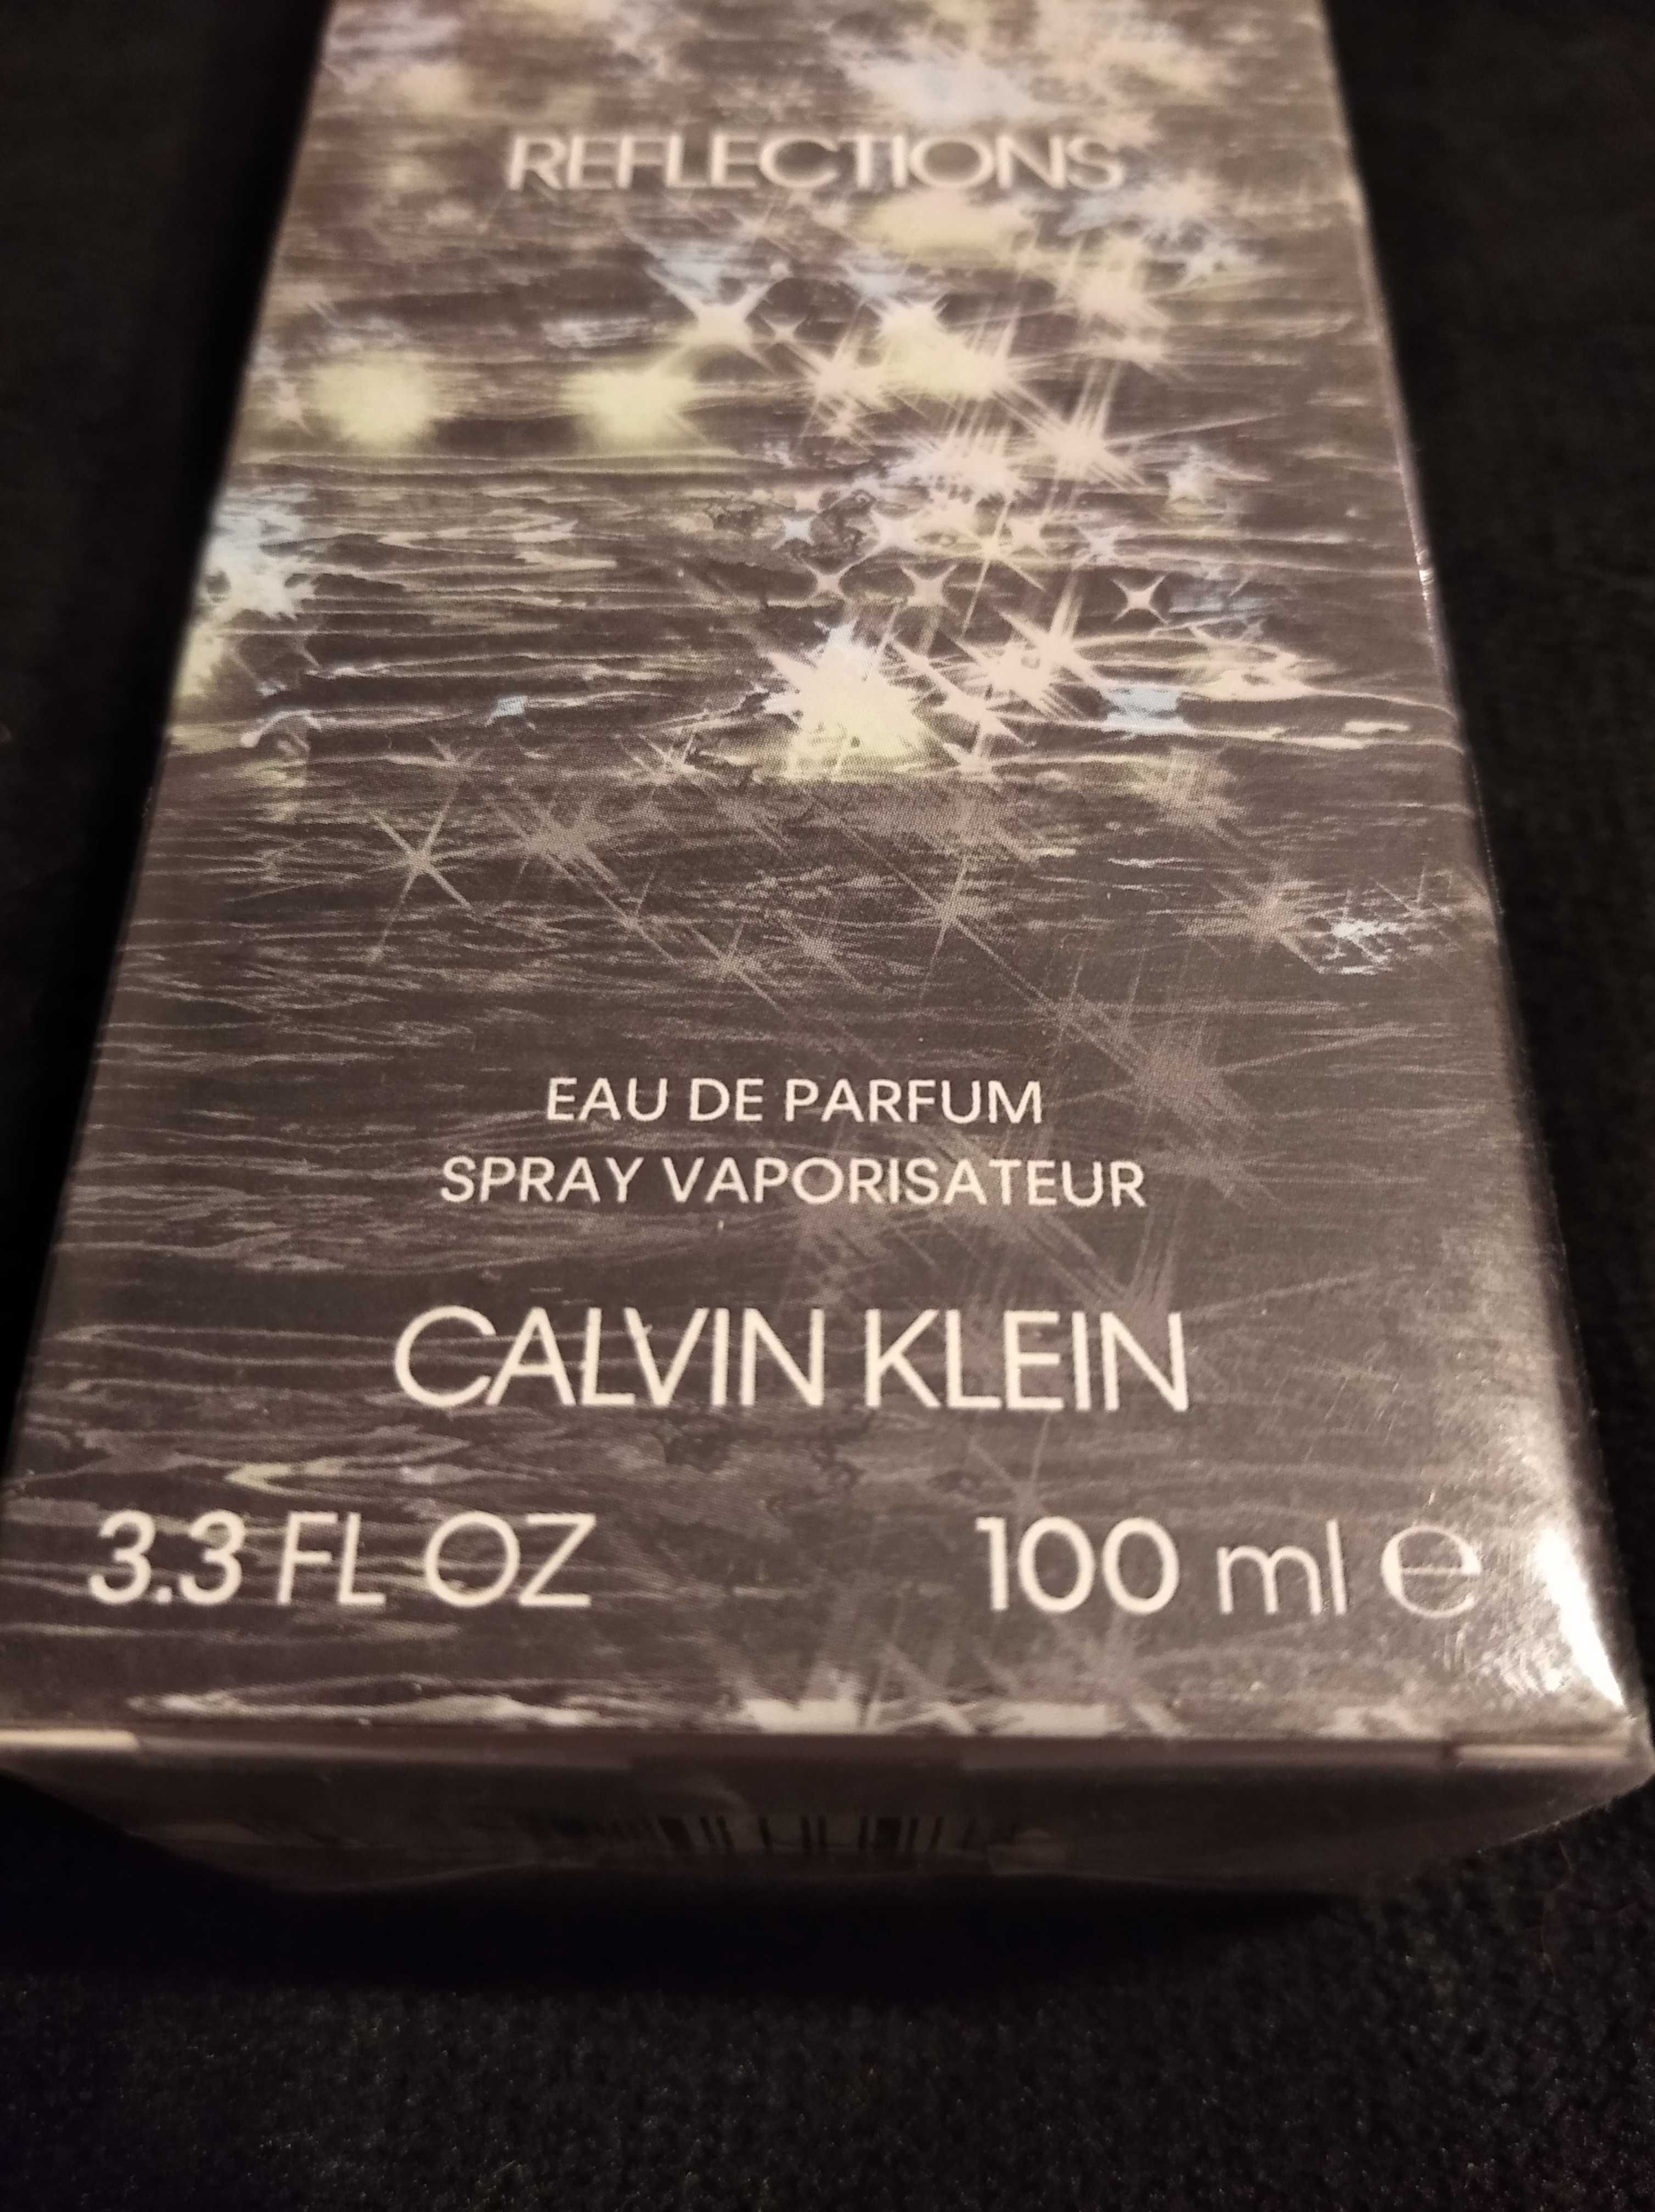 REFLECTIONS
EAU DE PARFUM
SPRAY VAPORISATEUR
CALVIN KLEIN
3.3 FL OZ 100 ml ℮